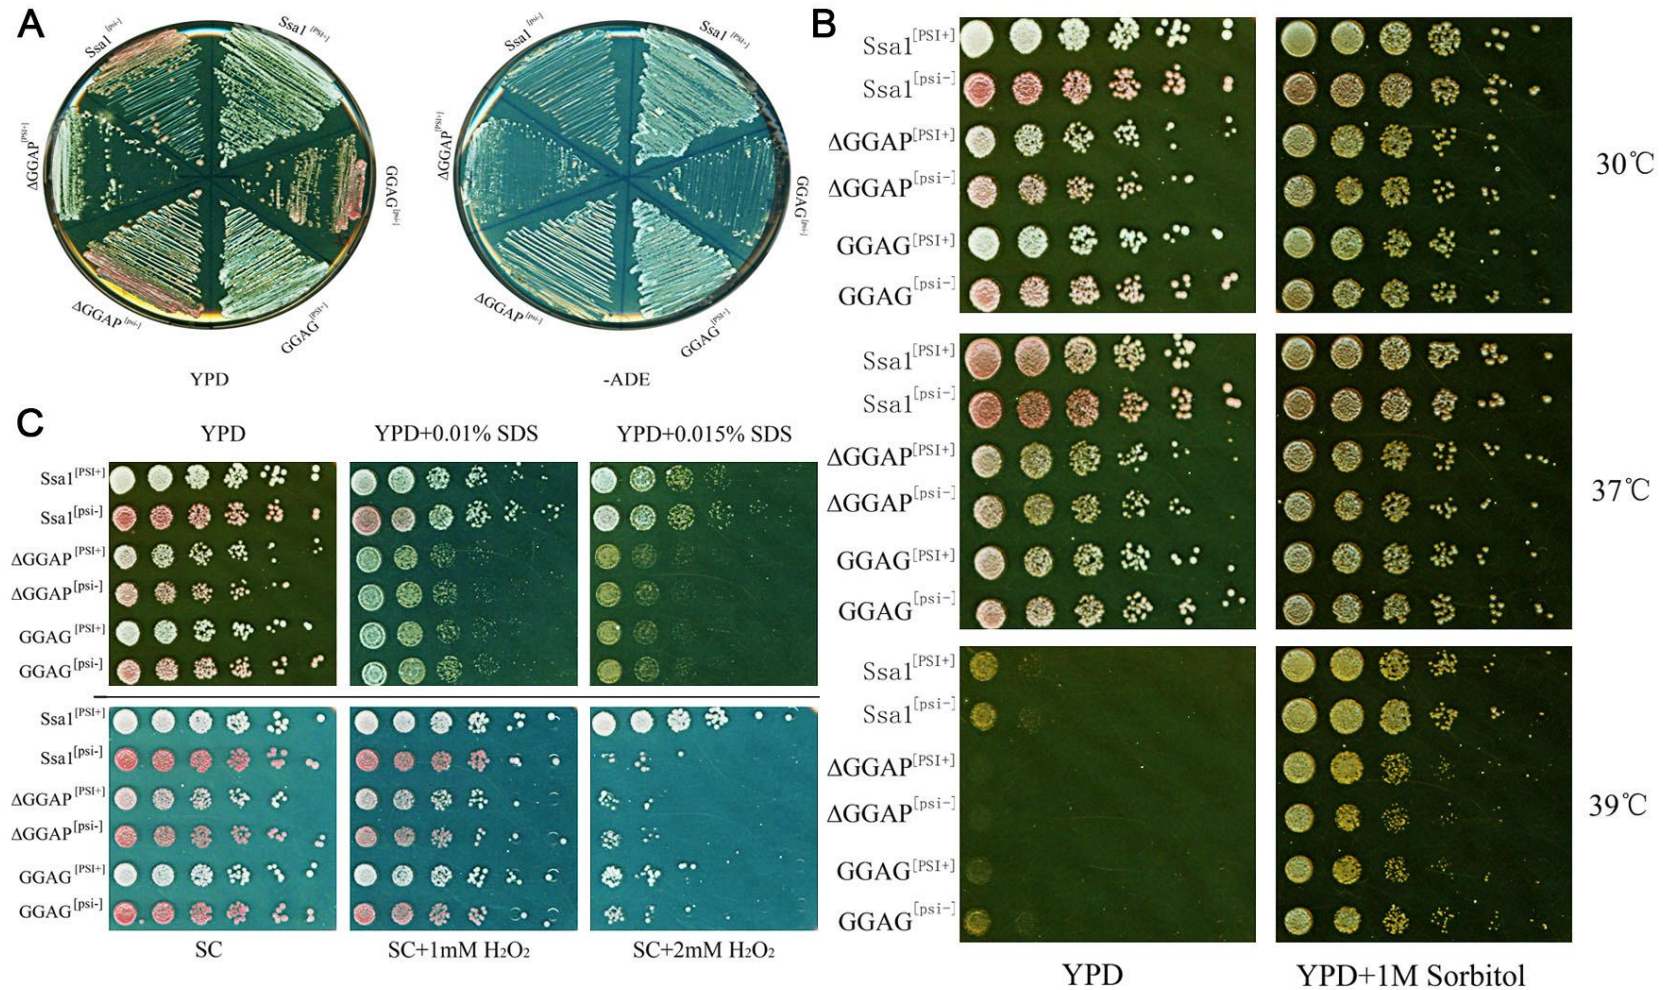 A
Ssa1[psi-]
Ssa1[PSI+]
ΔGGAP[PSI+]
GGAG[psi-]
ΔGGAP[psi-]
GGAG[PSI+]
YPD
Ssa1[psi-]
Ssa1[PSI+]
ΔGGAP[PSI+]
GGAG[psi-]
ΔGGAP[psi-]
GGAG[PSI+]
-ADE
B
Ssa1[PSI+]
Ssa1[psi-]
ΔGGAP[PSI+]
ΔGGAP[psi-]
GGAG[PSI+]
GGAG[psi-]
30℃
Ssa1[PSI+]
Ssa1[psi-]
ΔGGAP[PSI+]
ΔGGAP[psi-]
GGAG[PSI+]
GGAG[psi-]
37℃
Ssa1[PSI+]
Ssa1[psi-]
ΔGGAP[PSI+]
ΔGGAP[psi-]
GGAG[PSI+]
GGAG[psi-]
39℃
YPD YPD+1M Sorbitol
C
YPD YPD+0.01% SDS YPD+0.015% SDS
Ssa1[PSI+]
Ssa1[psi-]
ΔGGAP[PSI+]
ΔGGAP[psi-]
GGAG[PSI+]
GGAG[psi-]
Ssa1[PSI+]
Ssa1[psi-]
ΔGGAP[PSI+]
ΔGGAP[psi-]
GGAG[PSI+]
GGAG[psi-]
SC SC+1mM H2O2 SC+2mM H2O2